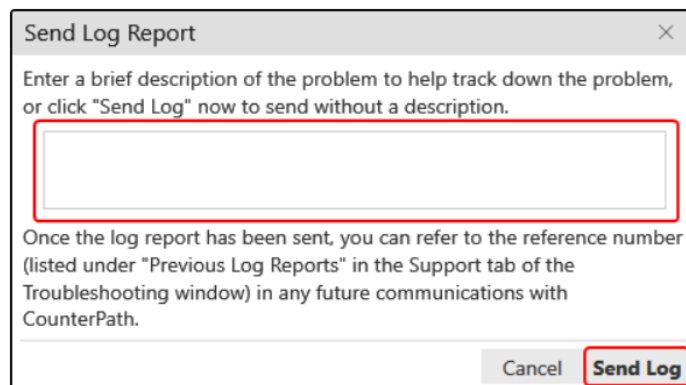 Send Log Report
Enter a brief description of the problem to help track down the problem,
or click "Send Log" now to send without a description.
Once the log report has been sent, you can refer to the reference number
(listed under "Previous Log Reports" in the Support tab of the
Troubleshooting window) in any future communications with
CounterPath.
Cancel Send Log